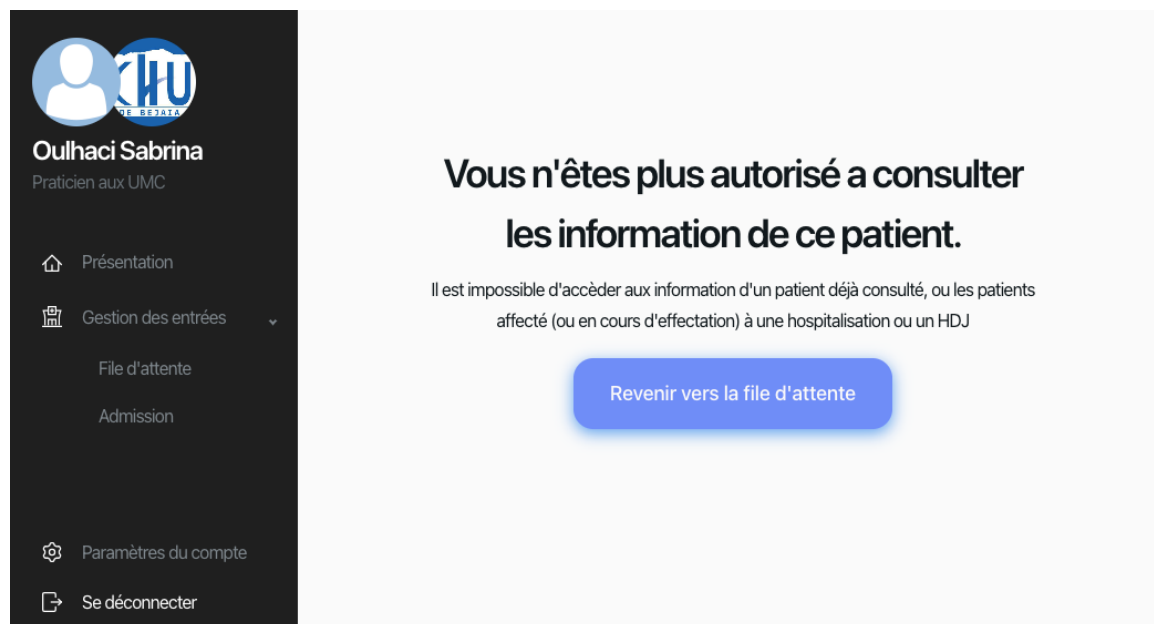 CHU
DE BEJAIA
Oulhaci Sabrina
Praticien aux UMC
Présentation
Gestion des entrées
File d'attente
Admission
Paramètres du compte
Se déconnecter
Vous n'êtes plus autorisé a consulter
les information de ce patient.
Il est impossible d'accèder aux information d'un patient déjà consulté, ou les patients
affecté (ou en cours d'effectation) à une hospitalisation ou un HDJ
Revenir vers la file d'attente